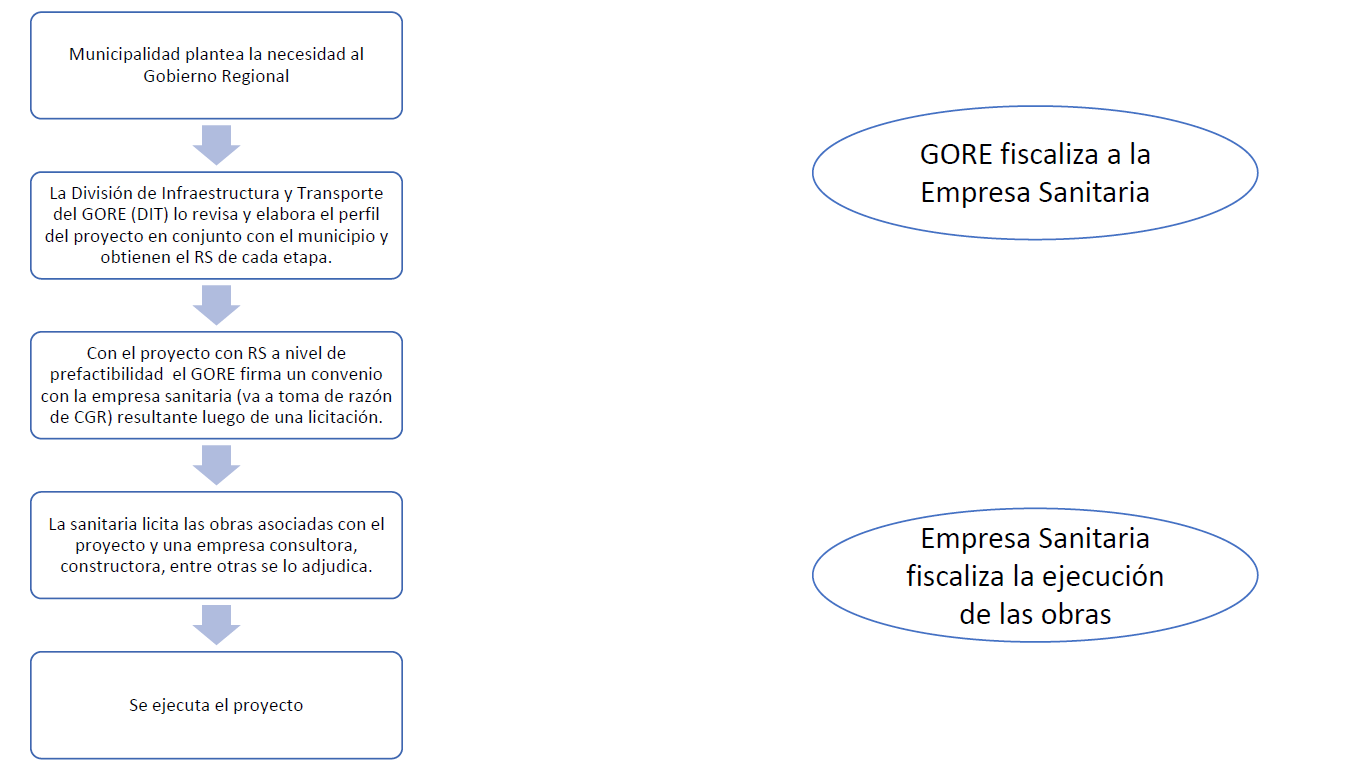 Municipalidad plantea la necesidad al
Gobierno Regional
La División de Infraestructura y Transporte
del GORE (DIT) lo revisa y elabora el perfil
del proyecto en conjunto con el municipio y
obtienen el RS de cada etapa.
Con el proyecto con RS a nivel de
prefactibilidad el GORE firma un convenio
con la empresa sanitaria (va a toma de razón
de CGR) resultante luego de una licitación.
La sanitaria licita las obras asociadas con el
proyecto y una empresa consultora,
constructora, entre otras se lo adjudica.
Se ejecuta el proyecto
GORE fiscaliza a la
Empresa Sanitaria
Empresa Sanitaria
fiscaliza la ejecución
de las obras